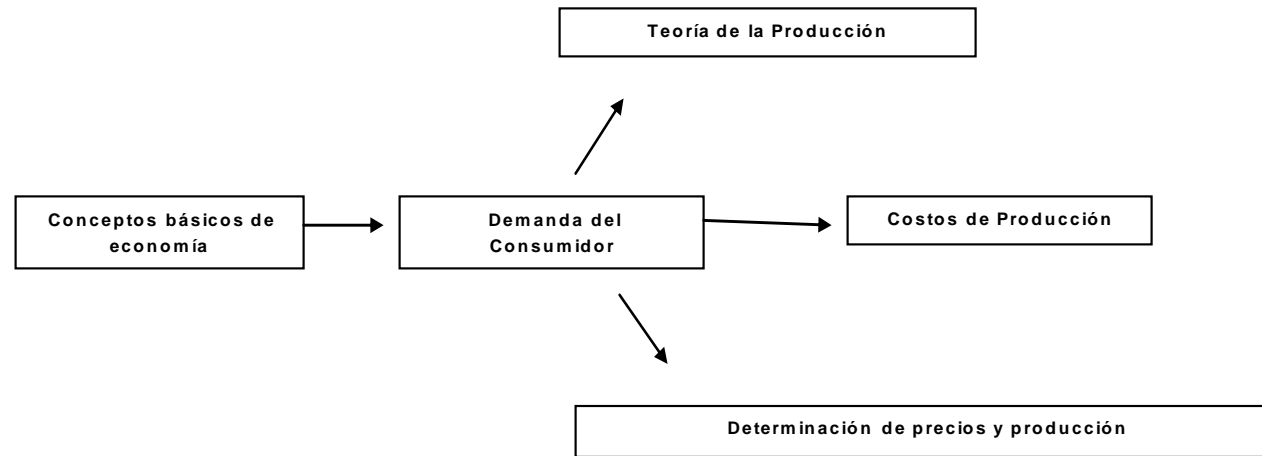 Teoría de la Producción
Conceptos básicos de
economía
Demanda del
Consumidor
Costos de Producción
Determinación de precios y producción